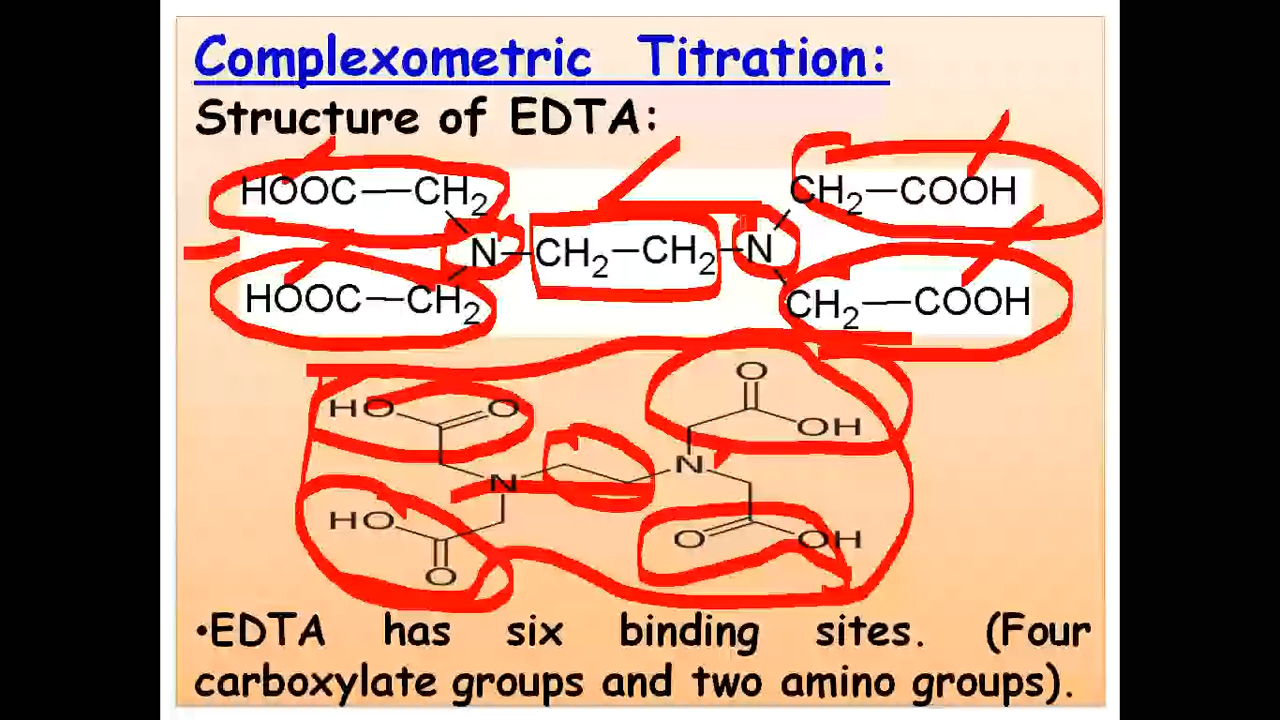 Complexometric Titration:
Structure of EDTA:
HOOC—CH2 CH2—COOH
N—CH2—CH2—N
HOOC—CH2 CH2—COOH
O
HO O OH
N
N
HO O OH
O
•EDTA has six binding sites. (Four
carboxylate groups and two amino groups).